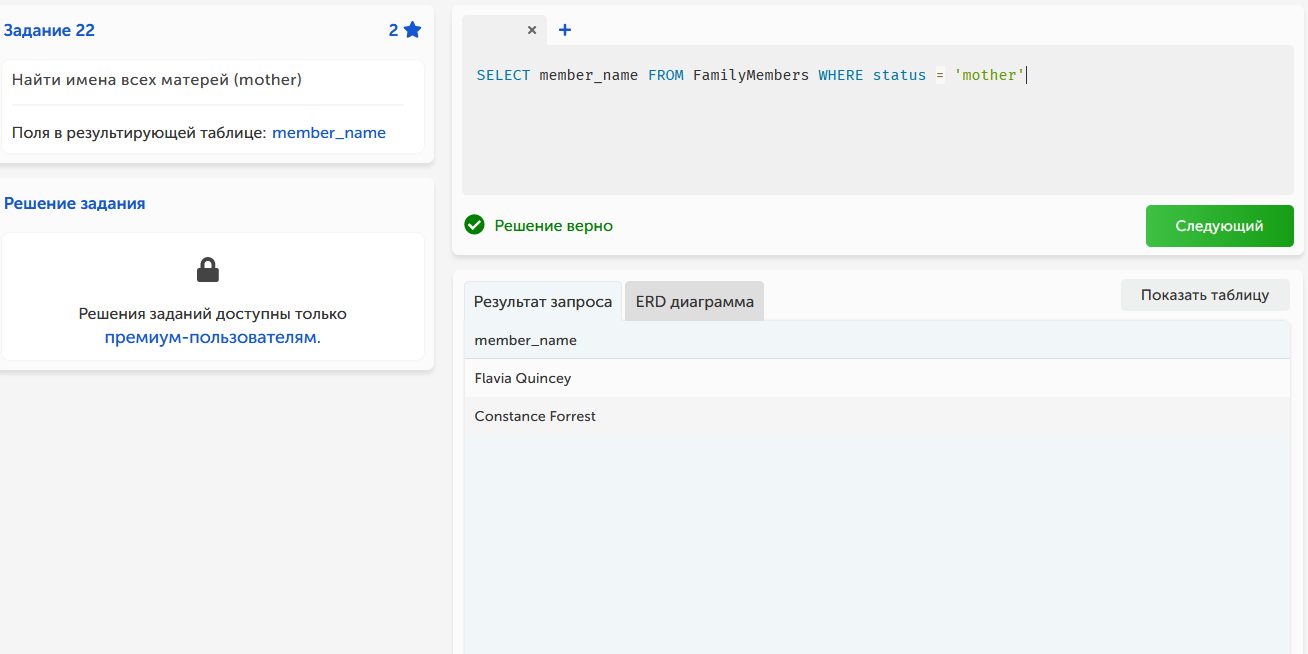 Задание 22
2
Найти имена всех матерей (mother)
Поля в результирующей таблице: member_name
Решение задания
Решения заданий доступны только
премиум-пользователям.
× +
SELECT member_name FROM FamilyMembers WHERE status = 'mother'
Решение верно
Следующий
Результат запроса
ERD диаграмма
Показать таблицу
member_name
Flavia Quincey
Constance Forrest